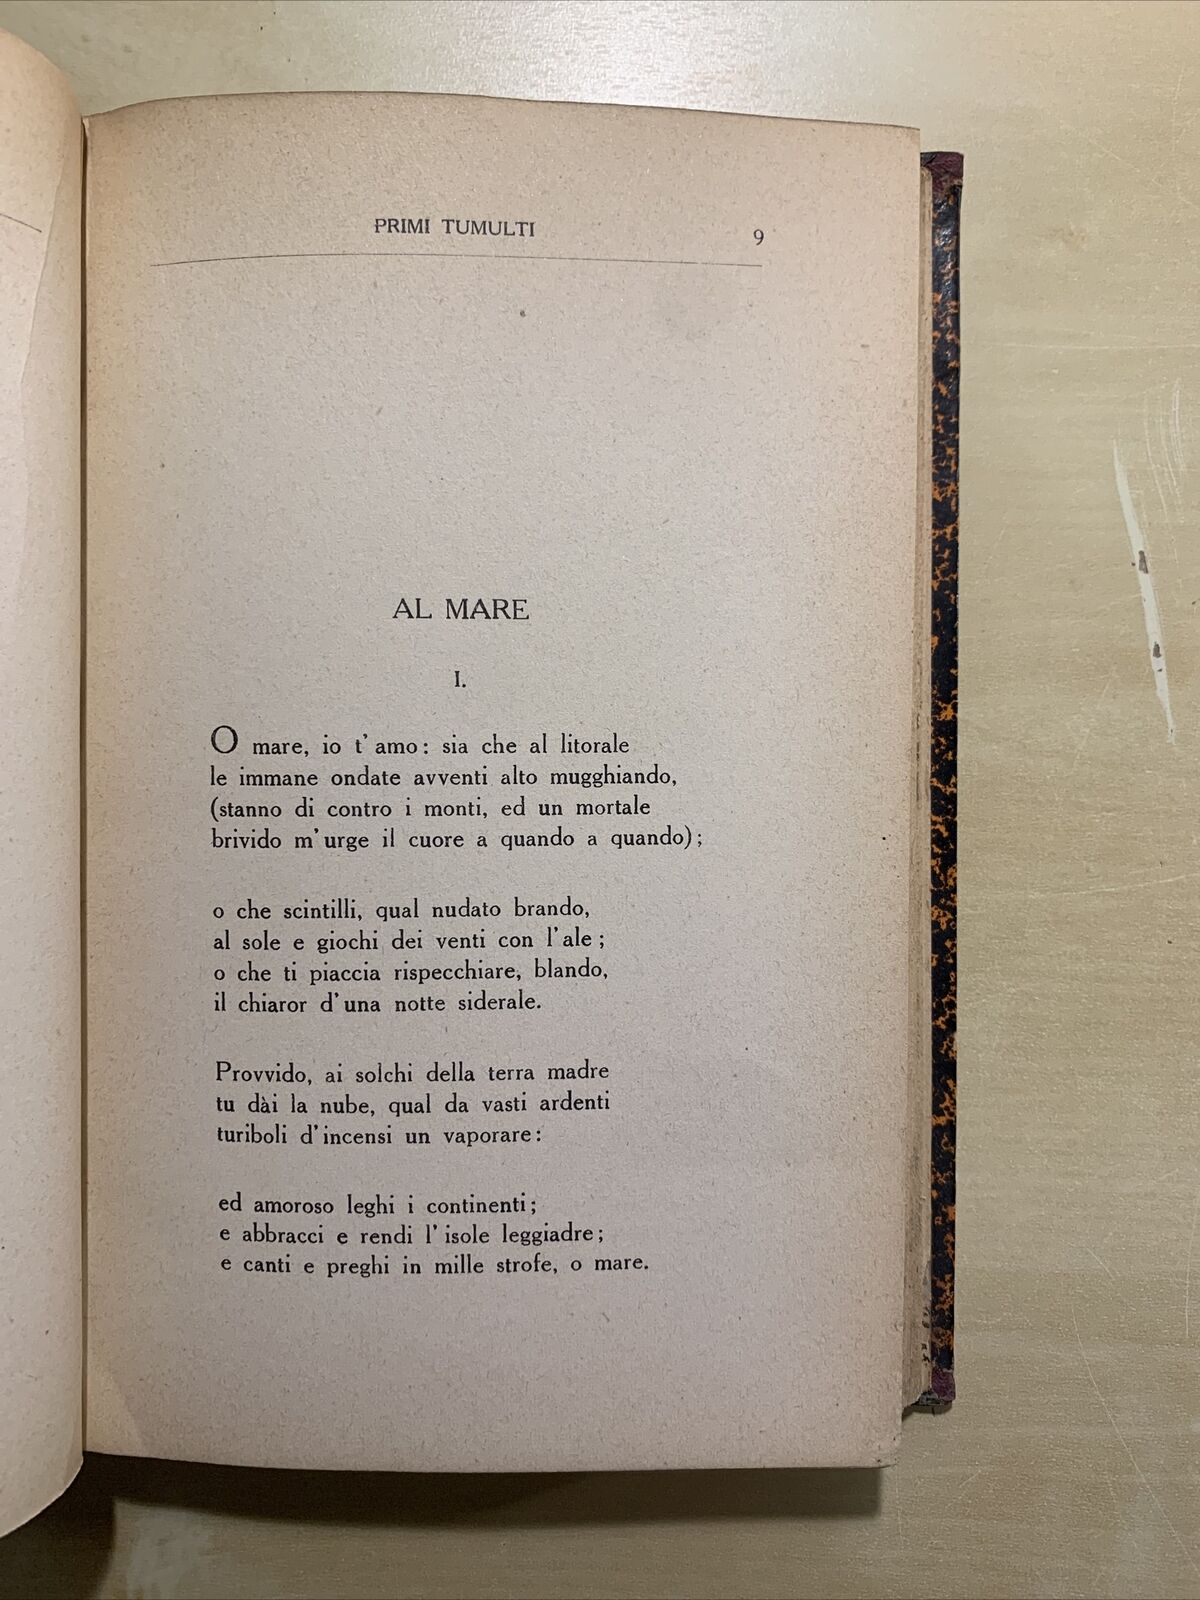 PRIMI TUMULTI 9
AL MARE
I.
O mare, io t'amo: sia che al litorale
le immane ondate avventi alto mugghiando,
(stanno di contro i monti, ed un mortale
brivido m'urge il cuore a quando a quando);
o che scintilli, qual nudato brando,
al sole e giochi dei venti con l'ale;
o che ti piaccia rispecchiare, blando,
il chiaror d'una notte siderale.
Provvido, ai solchi della terra madre
tu dài la nube, qual da vasti ardenti
turiboli d'incensi un vaporare:
ed amoroso leghi i continenti;
e abbracci e rendi l'isole leggiadre;
e canti e preghi in mille strofe, o mare.